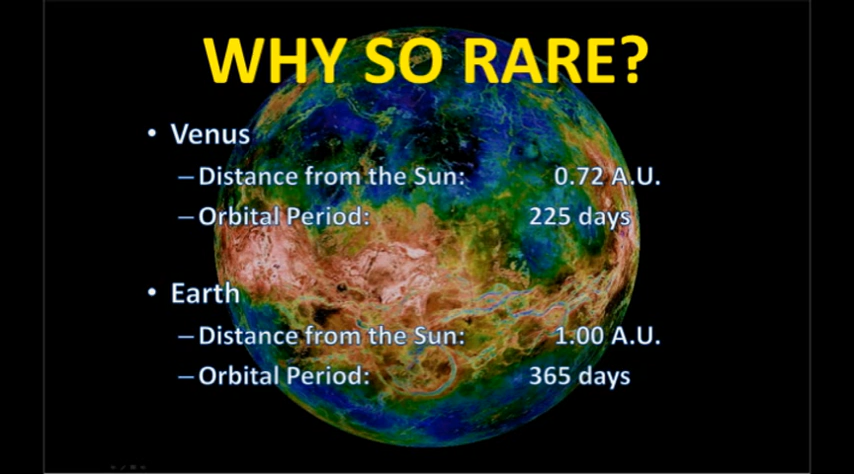 WHY SO RARE?
• Venus
– Distance from the Sun: 0.72 A.U.
– Orbital Period: 225 days
• Earth
– Distance from the Sun: 1.00 A.U.
– Orbital Period: 365 days